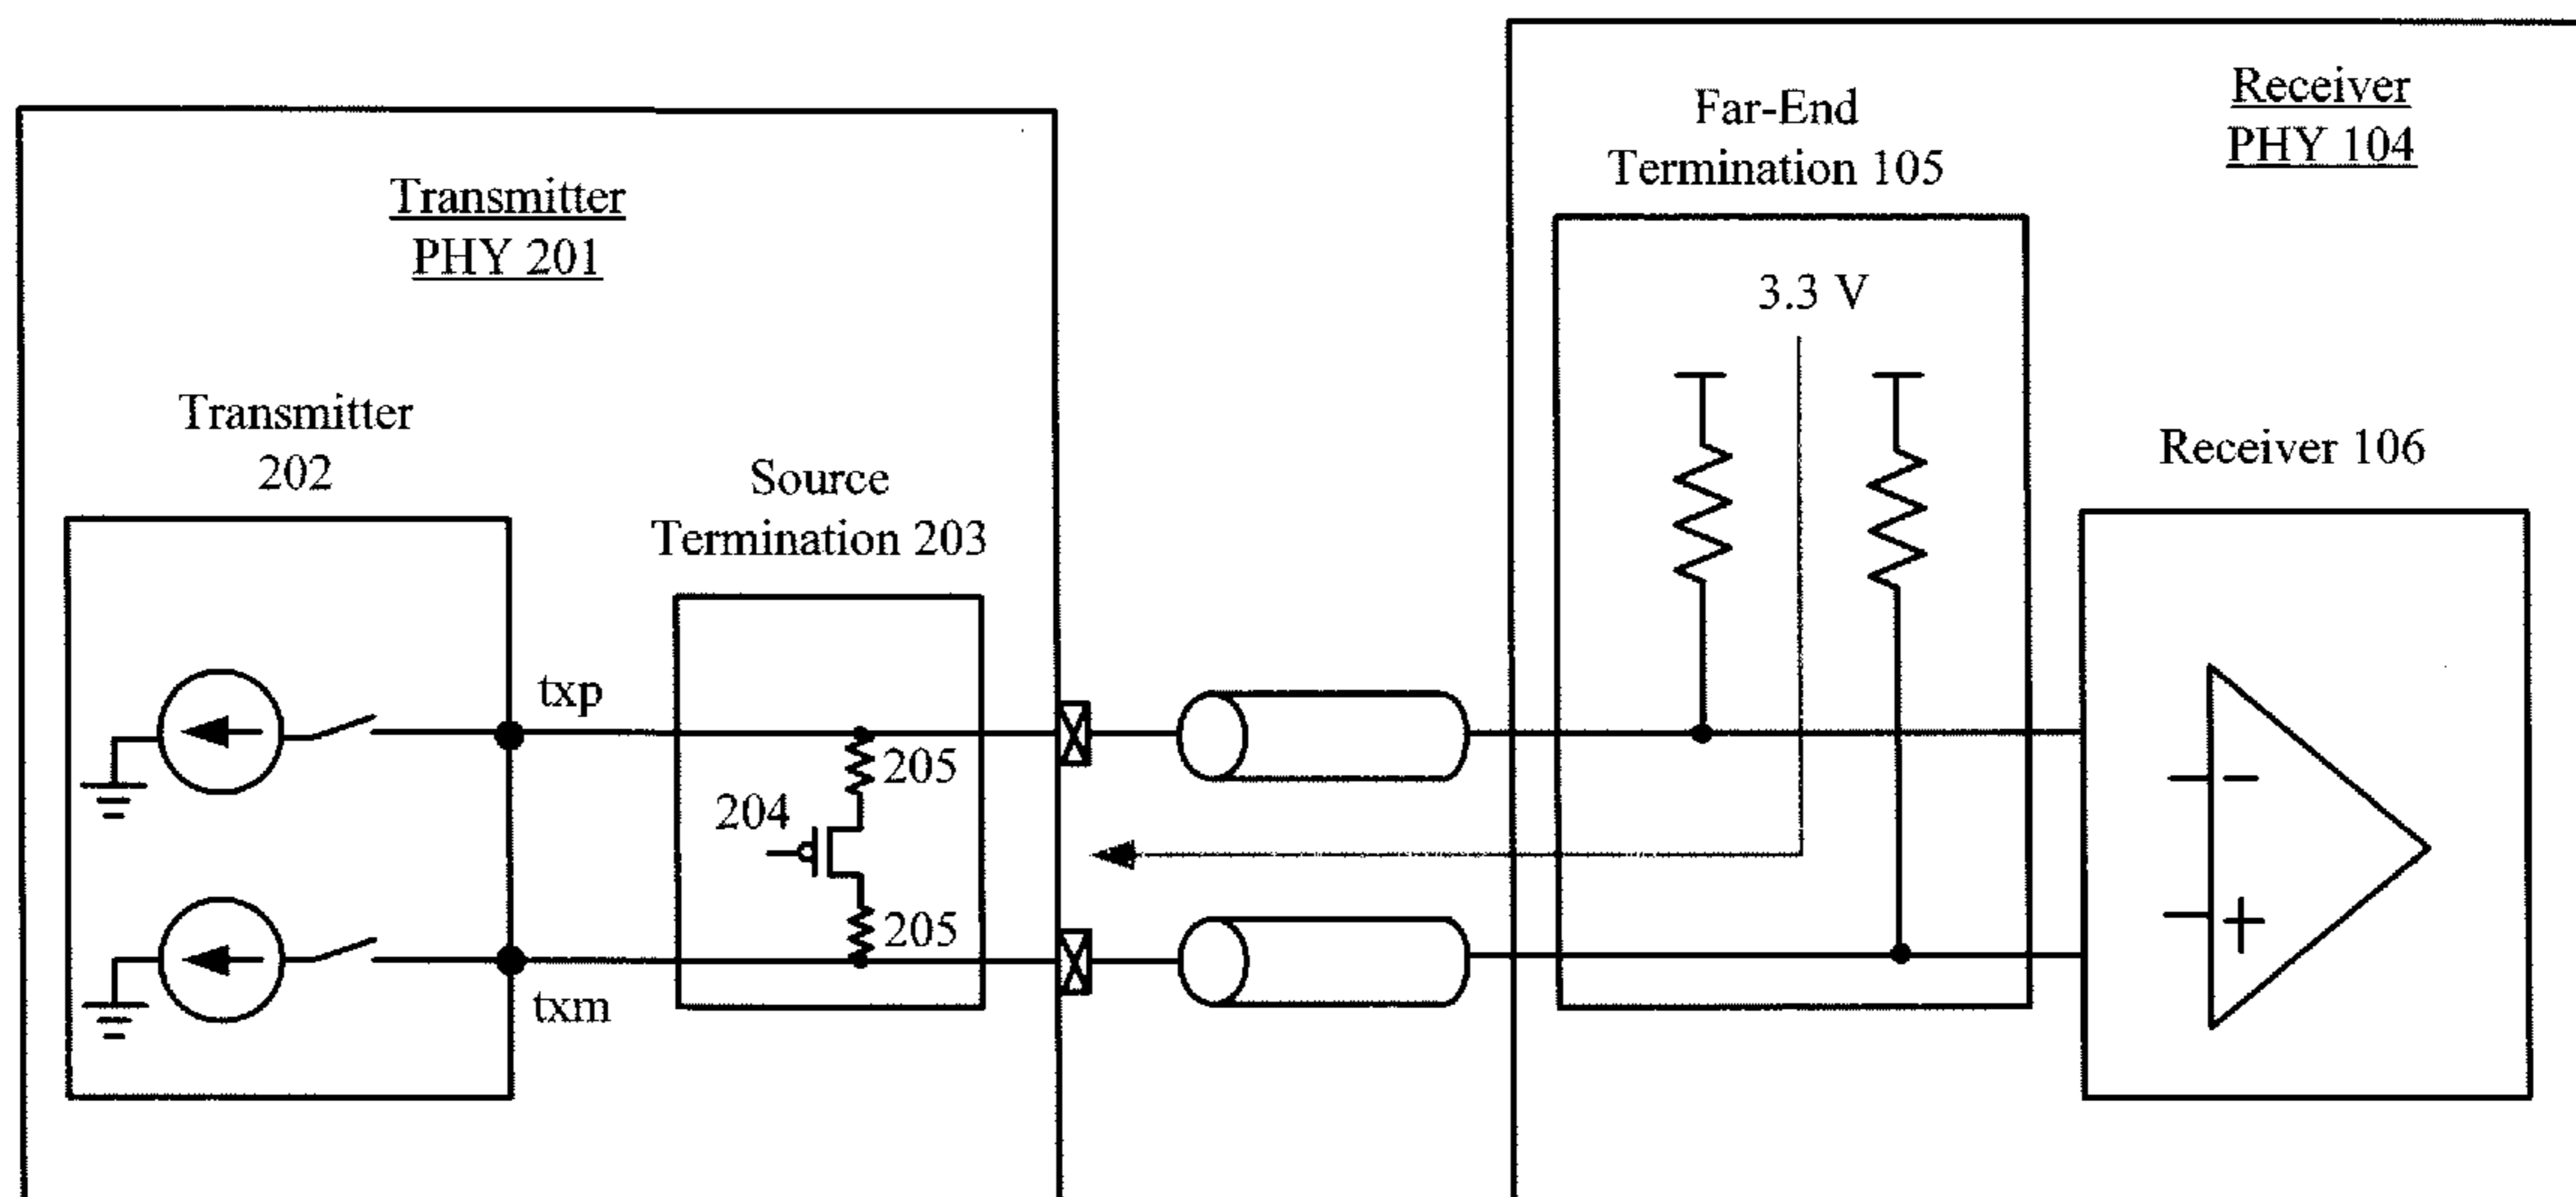 Receiver
PHY 104
Far-End
Termination 105
Transmitter
PHY 201
3.3 V
Transmitter
202
Receiver 106
Source
Termination 203
txp
205
204
205
txm